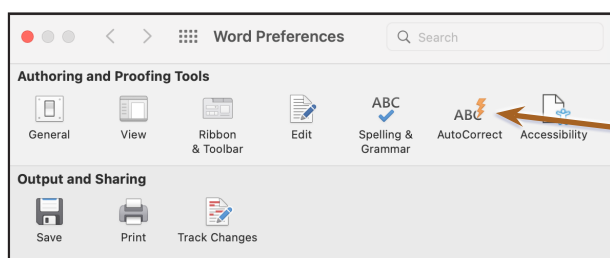 Word Preferences
Search
Authoring and Proofing Tools
ABC
ABC
General
View
Ribbon
& Toolbar
Edit
Spelling &
Grammar
AutoCorrect
Accessibility
Output and Sharing
Save
Print
Track Changes